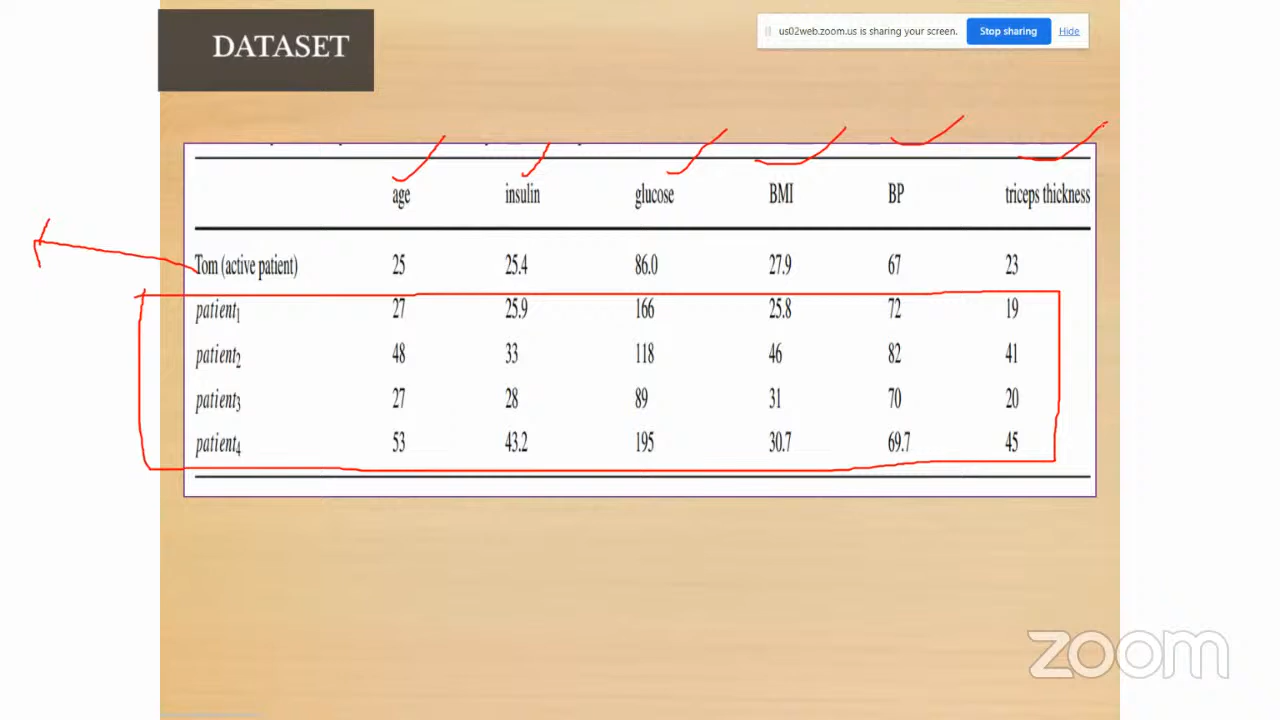 DATASET
us02web.zoom.us is sharing your screen. Stop sharing Hide
age insulin glucose BMI BP triceps thickness
Tom (active patient) 25 25.4 86.0 27.9 67 23
patient1 27 25.9 166 25.8 72 19
patient2 48 33 118 46 82 41
patient3 27 28 89 31 70 20
patient4 53 43.2 195 30.7 69.7 45
zoom